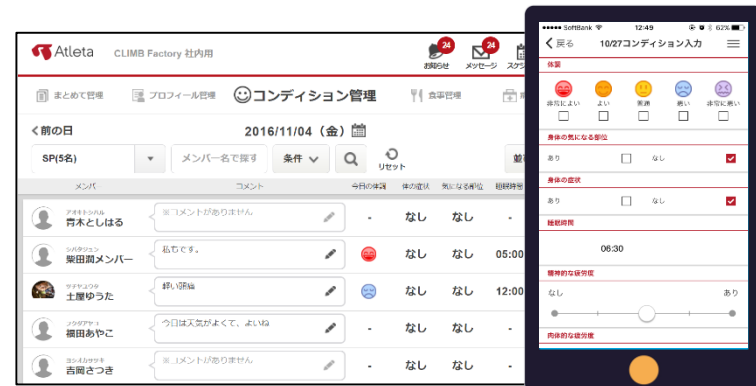 Atleta CLIMB Factory 社内用
24 24
お知らせ メッセージ
まとめて管理 プロフィール管理 コンディション管理 食事管理
前の日 2016/11/04（金）
SP(5名) メンバー名で探す 条件
リセット
メンバー コメント 今日の体調 体の症状 気になる部位 睡眠時間
アオキトシハル
青木としはる ※コメントがありません - なし なし -
シバタジュン
柴田潤メンバー 私もです。 なし なし 05:00
ツチヤユウタ
土屋ゆうた 軽い頭痛 なし なし 12:00
フクダアヤコ
福田あやこ 今日は天気がよくて、よいね - なし なし -
ヨシオカサツキ
吉岡さつき ※コメントがありません - なし なし -
SoftBank 12:49 62%
戻る 10/27コンディション入力
体調
非常によい よい 普通 悪い 非常に悪い
身体の気になる部位
あり なし
身体の症状
あり なし
睡眠時間
06:30
精神的な疲労度
なし あり
肉体的な疲労度